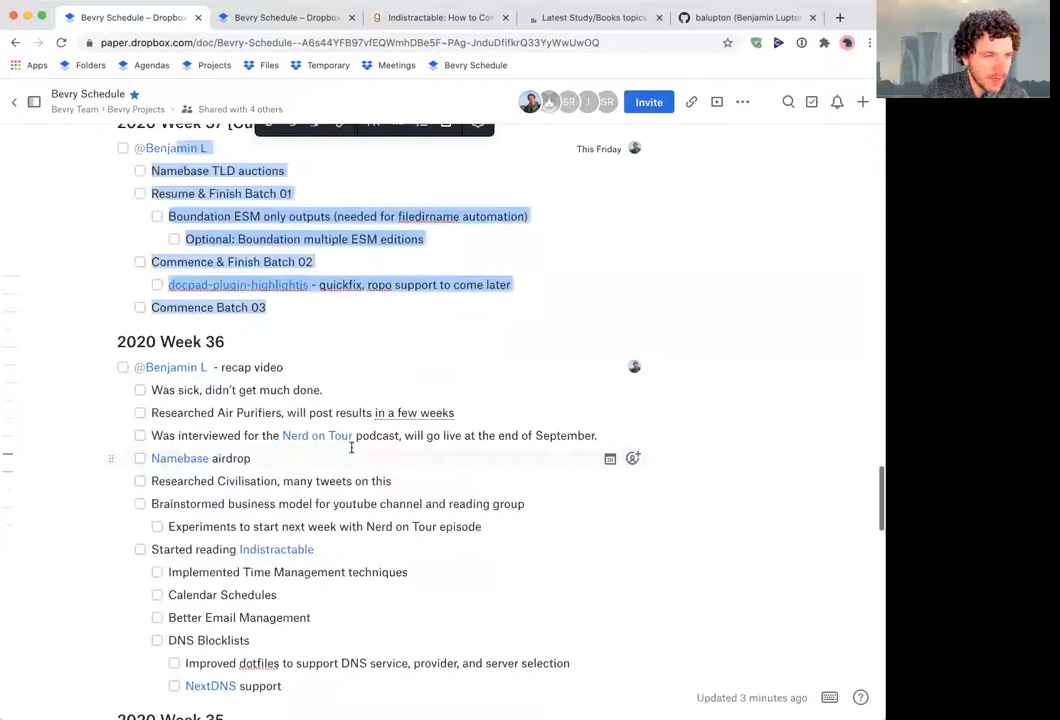 Bevry Schedule – Dropbox
Bevry Schedule – Dropbox
Indistractable: How to Con
Latest Study/Books topics
balupton (Benjamin Lupton
paper.dropbox.com/doc/Bevry-Schedule--A6s44YFB97vfEQWmhDBe5F~PAg-JnduDfifkrQ33YyWwUwOQ
Apps
Folders
Agendas
Projects
Files
Temporary
Meetings
Bevry Schedule
Bevry Schedule
Bevry Team › Bevry Projects
Shared with 4 others
SR
J
SR
Invite
2020 Week 37 [Cu
@Benjamin L
This Friday
Namebase TLD auctions
Resume & Finish Batch 01
Boundation ESM only outputs (needed for filedirname automation)
Optional: Boundation multiple ESM editions
Commence & Finish Batch 02
docpad-plugin-highlightjs - quickfix, ropo support to come later
Commence Batch 03
2020 Week 36
@Benjamin L - recap video
Was sick, didn't get much done.
Researched Air Purifiers, will post results in a few weeks
Was interviewed for the Nerd on Tour podcast, will go live at the end of September.
Namebase airdrop
Researched Civilisation, many tweets on this
Brainstormed business model for youtube channel and reading group
Experiments to start next week with Nerd on Tour episode
Started reading Indistractable
Implemented Time Management techniques
Calendar Schedules
Better Email Management
DNS Blocklists
Improved dotfiles to support DNS service, provider, and server selection
NextDNS support
Updated 3 minutes ago
2020 Week 35